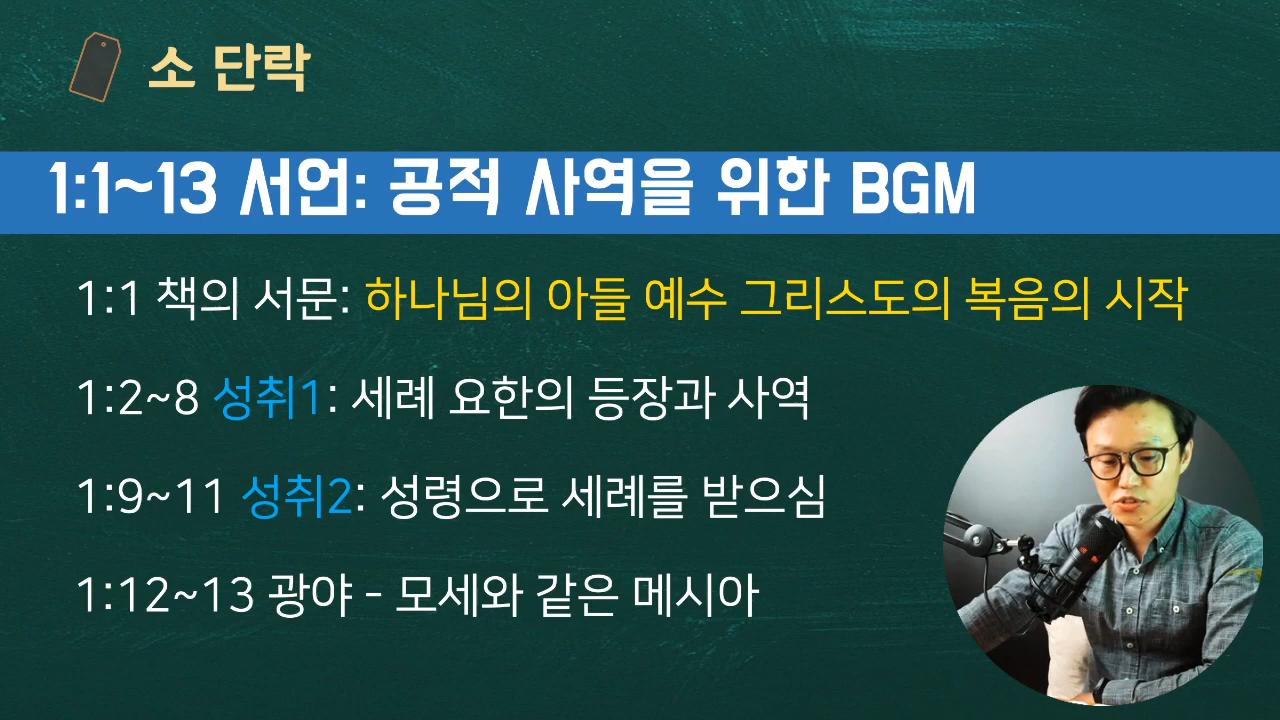 소 단락
1:1~13 서언: 공적 사역을 위한 BGM
1:1 책의 서문: 하나님의 아들 예수 그리스도의 복음의 시작
1:2~8 성취1: 세례 요한의 등장과 사역
1:9~11 성취2: 성령으로 세례를 받으심
1:12~13 광야 - 모세와 같은 메시아